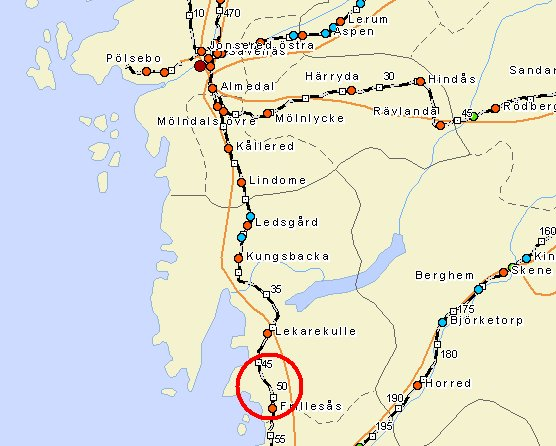 10
470
Lerum
Aspen
Jonsered östra
Sävenäs
Pölsebo
Almedal
Härryda
30
Hindås
Sandar
Rävlanda
45
Rödberg
Mölndals övre
Mölnlycke
Kållered
Lindome
Ledsgård
160
Kungsbacka
Kin
Skene
Berghem
35
175
Björketorp
Lekarekulle
180
45
50
Horred
190
Frillesås
195
55